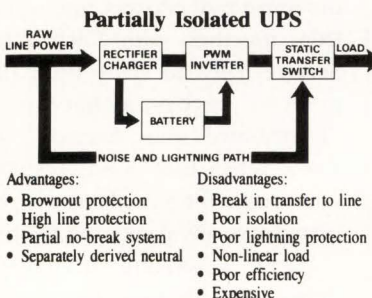 Partially Isolated UPS
RAW
LINE POWER
RECTIFIER
CHARGER
PWM
INVERTER
STATIC
TRANSFER
SWITCH
LOAD
BATTERY
NOISE AND LIGHTNING PATH
Advantages:
• Brownout protection
• High line protection
• Partial no-break system
• Separately derived neutral
Disadvantages:
• Break in transfer to line
• Poor isolation
• Poor lightning protection
• Non-linear load
• Poor efficiency
• Expensive